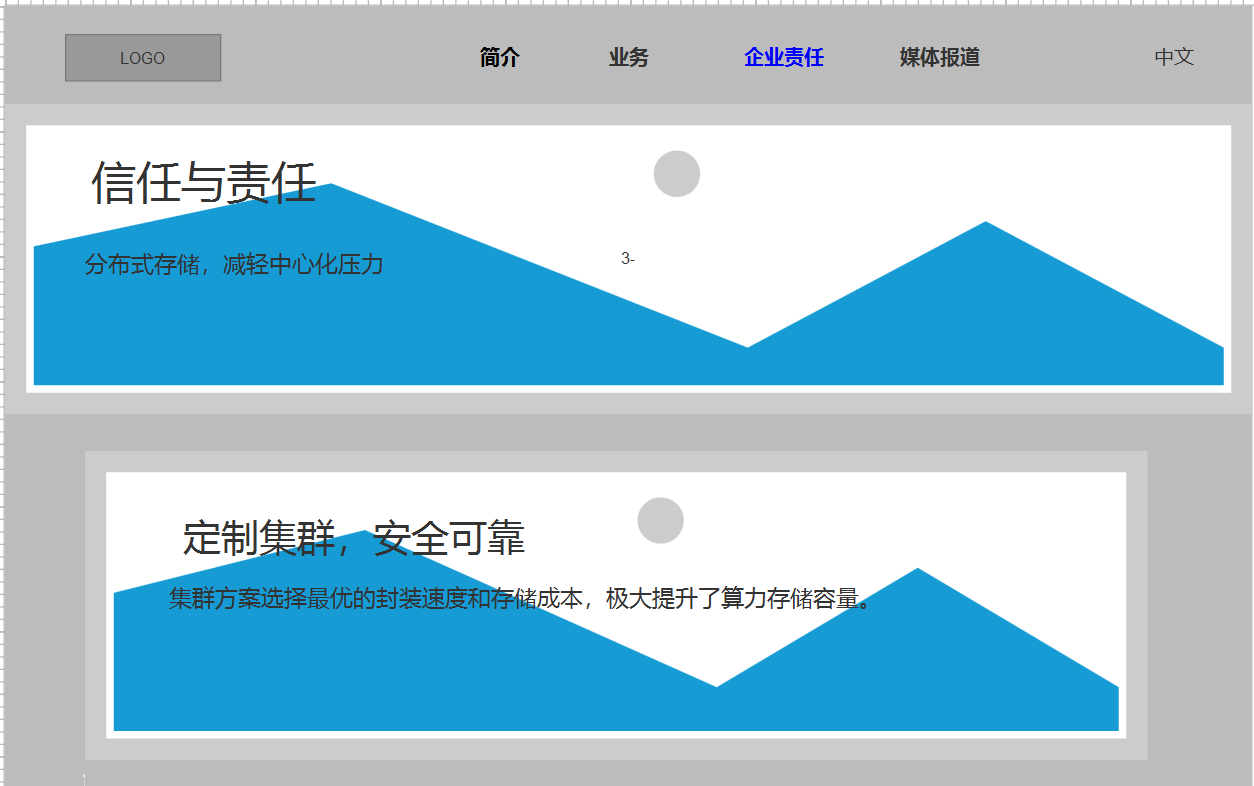 LOGO 简介 业务 企业责任 媒体报道 中文
信任与责任
分布式存储，减轻中心化压力
3-
定制集群，安全可靠
集群方案选择最优的封装速度和存储成本，极大提升了算力存储容量。